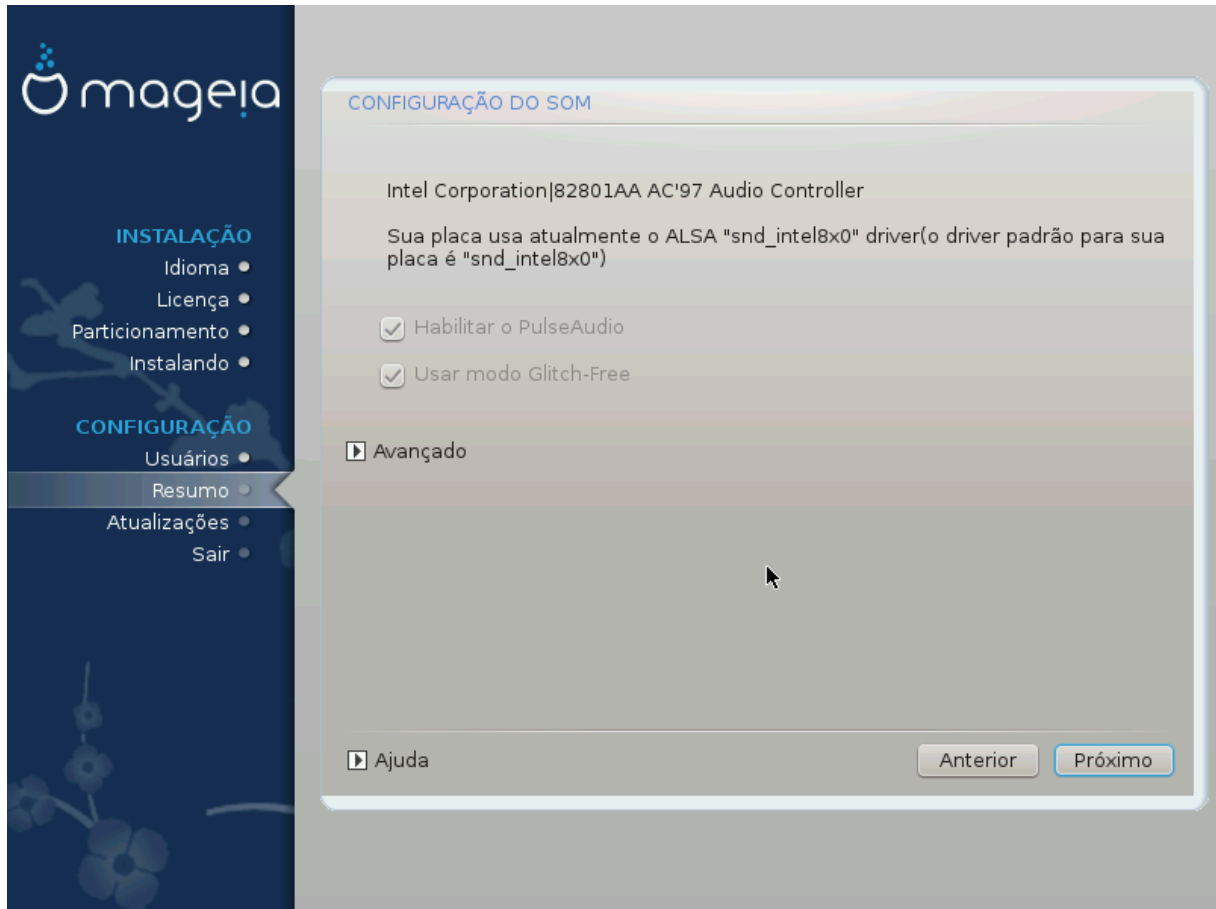 mageia
INSTALAÇÃO
Idioma
Licença
Particionamento
Instalando
CONFIGURAÇÃO
Usuários
Resumo
Atualizações
Sair
CONFIGURAÇÃO DO SOM
Intel Corporation|82801AA AC'97 Audio Controller
Sua placa usa atualmente o ALSA "snd_intel8x0" driver(o driver padrão para sua
placa é "snd_intel8x0")
Habilitar o PulseAudio
Usar modo Glitch-Free
Avançado
Ajuda
Anterior
Próximo